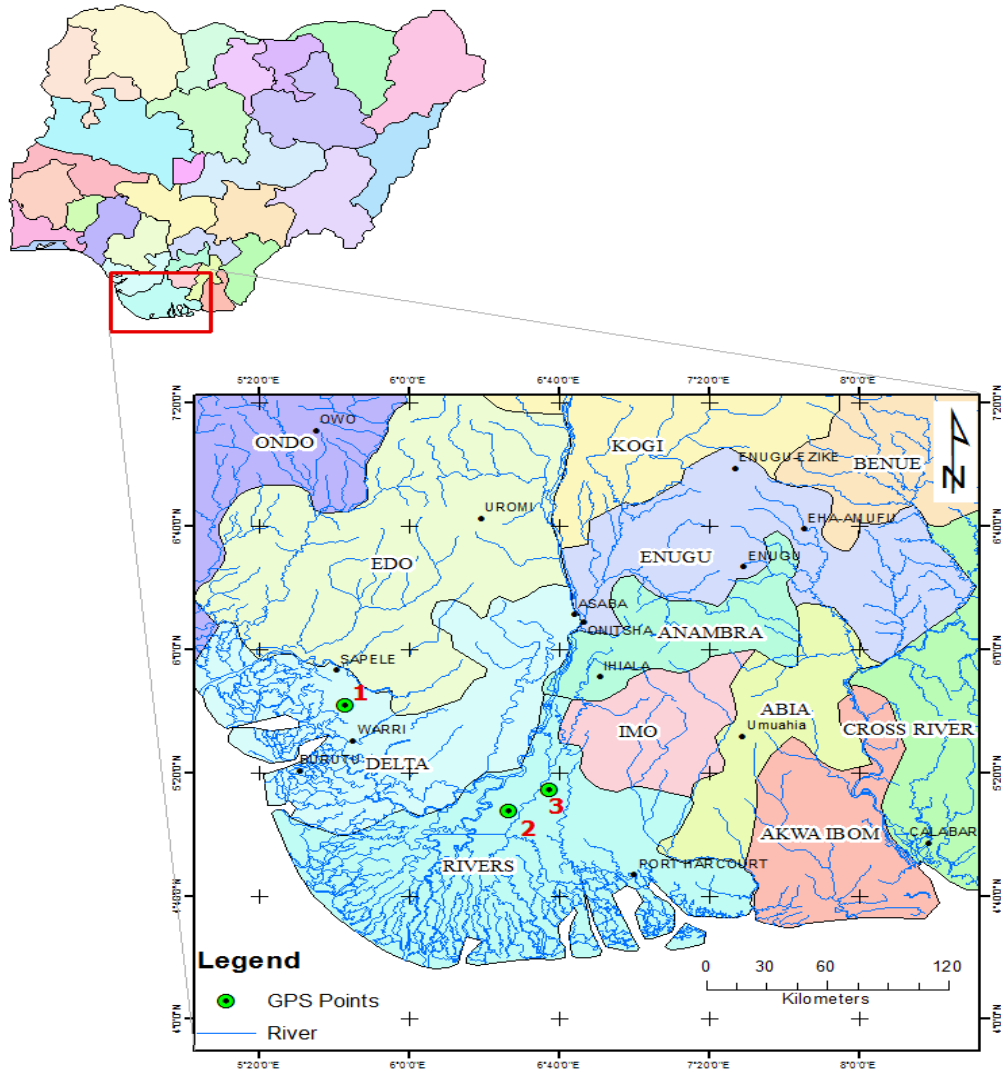 5°20'0"E 6°0'0"E 6°40'0"E 7°20'0"E 8°0'0"E
7°20'0"N 7°20'0"N
OWO
ONDO
KOGI
ENUGU-EZIKE
BENUE
N
UROMI
6°40'0"N 6°40'0"N
EHA-AMUFU
EDO
ENUGU
ENUGU
ASABA
ONITSHA
ANAMBRA
6°0'0"N 6°0'0"N
SAPELE
IHIALA
1
ABIA
IMO
Umuahia
CROSS RIVER
WARRI
BURUTU
DELTA
5°20'0"N 5°20'0"N
3
2
AKWA IBOM
CALABAR
RIVERS
PORT HARCOURT
4°40'0"N 4°40'0"N
Legend
0 30 60 120
GPS Points
Kilometers
4°0'0"N 4°0'0"N
River
5°20'0"E 6°0'0"E 6°40'0"E 7°20'0"E 8°0'0"E